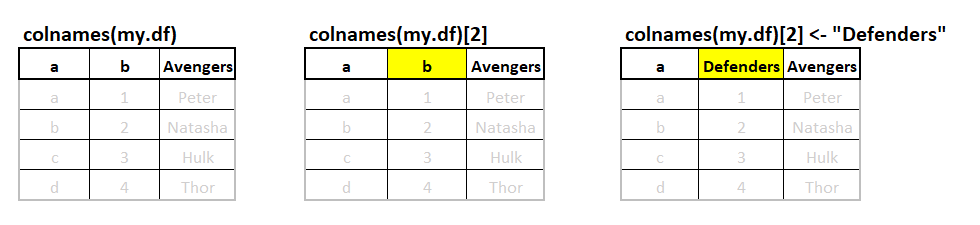 colnames(my.df)
a b Avengers
a 1 Peter
b 2 Natasha
c 3 Hulk
d 4 Thor
colnames(my.df)[2]
a b Avengers
a 1 Peter
b 2 Natasha
c 3 Hulk
d 4 Thor
colnames(my.df)[2] <- "Defenders"
a Defenders Avengers
a 1 Peter
b 2 Natasha
c 3 Hulk
d 4 Thor